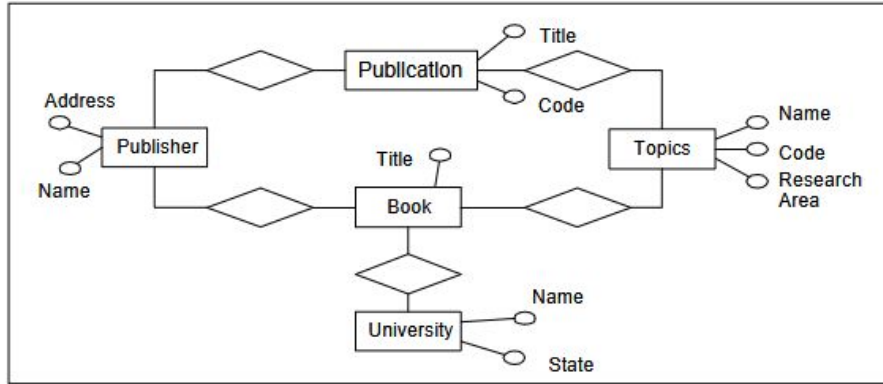 Title
Publication
Code
Address
Publisher
Name
Name
Topics
Code
Research
Area
Title
Book
Name
University
State